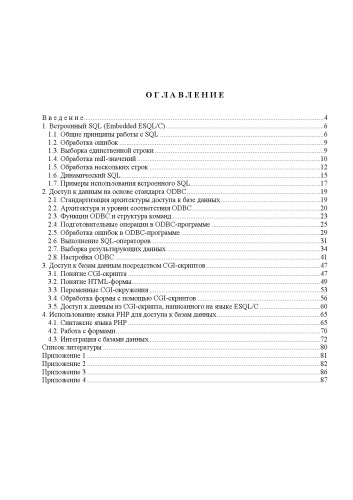 ОГЛАВЛЕНИЕ
Введение 4
1. Встроенный SQL (Embedded ESQL/C) 6
1.1. Общие принципы работы с SQL 6
1.2. Обработка ошибок 9
1.3. Выборка единственной строки 9
1.4. Обработка null-значений 10
1.5. Обработка нескольких строк 12
1.6. Динамический SQL 15
1.7. Примеры использования встроенного SQL 17
2. Доступ к данным на основе стандарта ODBC 19
2.1. Стандартизация архитектуры доступа к базе данных 19
2.2. Архитектура и уровни соответствия ODBC 20
2.3. Функции ODBC и структура команд 23
2.4. Подготовительные операции в ODBC-программе 25
2.5. Обработка ошибок в ODBC-программе 29
2.6. Выполнение SQL-операторов 31
2.7. Выборка результирующих данных 34
2.8. Настройка ODBC 41
3. Доступ к базам данным посредством CGI-скриптов 47
3.1. Понятие CGI-скрипта 47
3.2. Понятие HTML-формы 49
3.3. Переменные CGI-окружения 53
3.4. Обработка формы с помощью CGI-скриптов 56
3.5. Доступ к данным из CGI-скрипта, написанного на языке ESQL/C 60
4. Использование языка PHP для доступа к базам данных 65
4.1. Синтаксис языка PHP 65
4.2. Работа с формами 70
4.3. Интеграция с базами данных 72
Список литературы 80
Приложение 1 81
Приложение 2 82
Приложение 3 86
Приложение 4 87